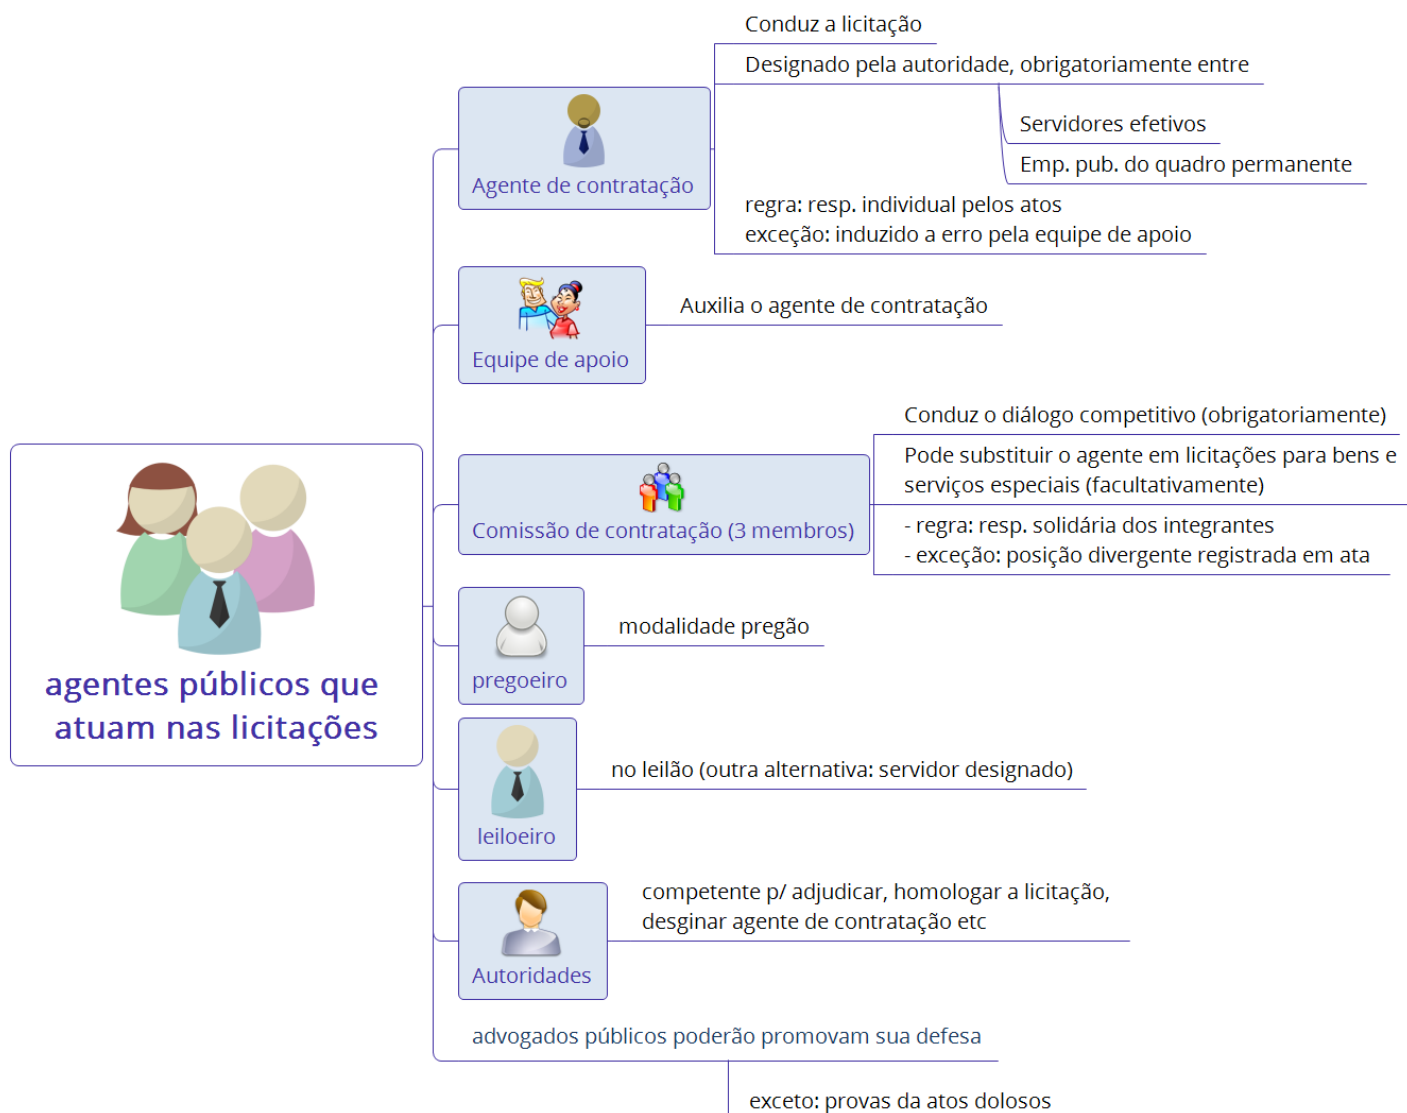 Conduz a licitação
Designado pela autoridade, obrigatoriamente entre
Servidores efetivos
Emp. pub. do quadro permanente
Agente de contratação
regra: resp. individual pelos atos
exceção: induzido a erro pela equipe de apoio
Auxilia o agente de contratação
Equipe de apoio
Conduz o diálogo competitivo (obrigatoriamente)
Pode substituir o agente em licitações para bens e
serviços especiais (facultativamente)
Comissão de contratação (3 membros)
- regra: resp. solidária dos integrantes
- exceção: posição divergente registrada em ata
modalidade pregão
pregoeiro
agentes públicos que
atuam nas licitações
no leilão (outra alternativa: servidor designado)
leiloeiro
competente p/ adjudicar, homologar a licitação,
desginar agente de contratação etc
Autoridades
advogados públicos poderão promovam sua defesa
exceto: provas da atos dolosos